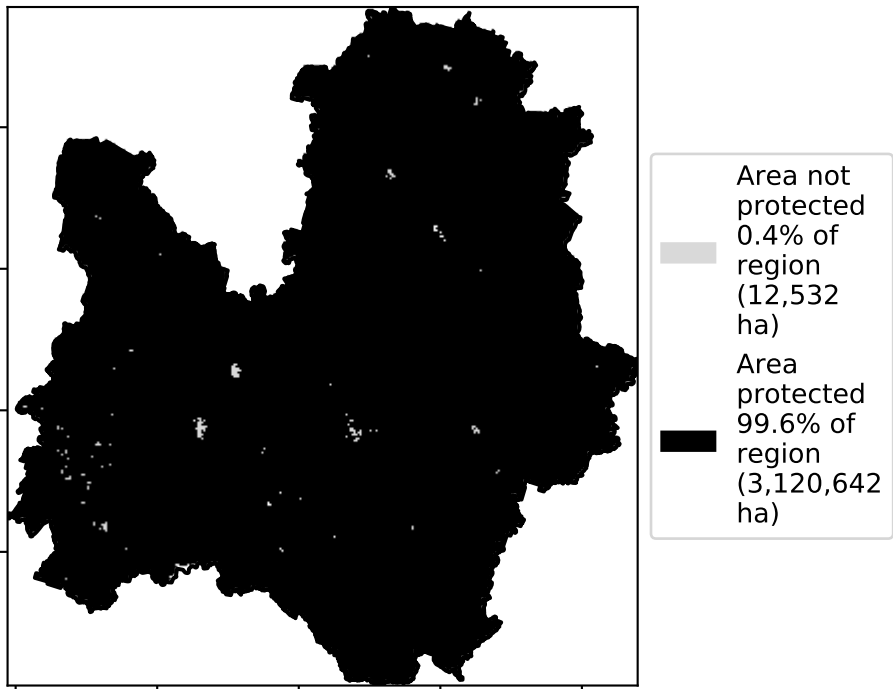 Area not
protected
0.4% of
region
(12,532
ha)
Area
protected
99.6% of
region
(3,120,642
ha)